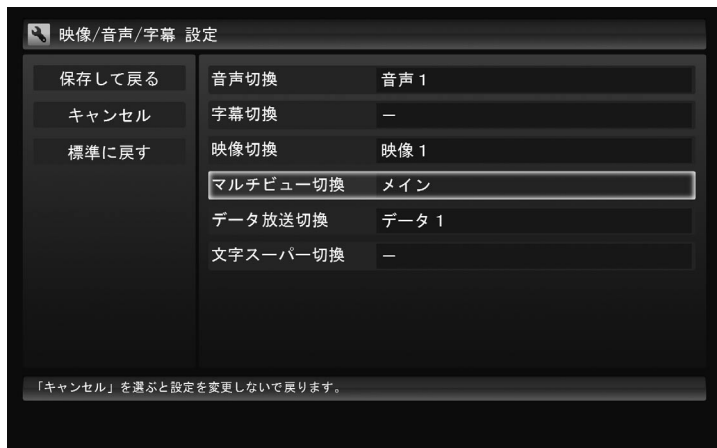 映像/音声/字幕 設定
保存して戻る
キャンセル
標準に戻す
音声切換 音声1
字幕切換 －
映像切換 映像1
マルチビュー切換 メイン
データ放送切換 データ1
文字スーパー切換 －
「キャンセル」を選ぶと設定を変更しないで戻ります。